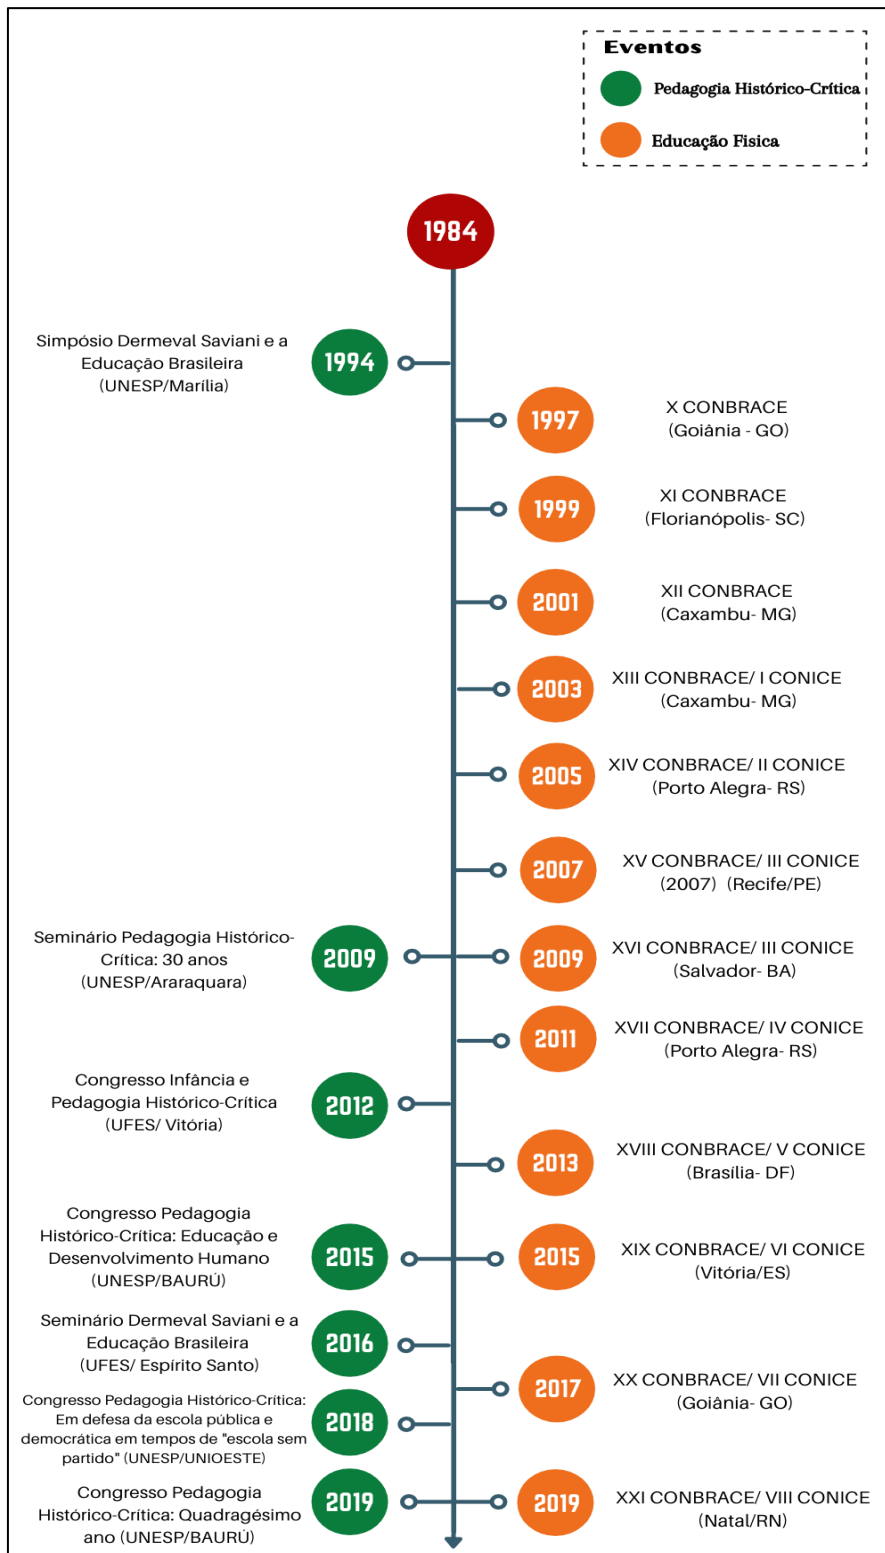 Eventos
Pedagogia Histórico-Crítica
Educação Fisica
1984
Simpósio Dermeval Saviani e a
Educação Brasileira
(UNESP/Marília)
1994
1997
X CONBRACE
(Goiânia - GO)
1999
XI CONBRACE
(Florianópolis- SC)
2001
XII CONBRACE
(Caxambu- MG)
2003
XIII CONBRACE/ I CONICE
(Caxambu- MG)
2005
XIV CONBRACE/ II CONICE
(Porto Alegra- RS)
2007
XV CONBRACE/ III CONICE
(2007) (Recife/PE)
Seminário Pedagogia Histórico-
Crítica: 30 anos
(UNESP/Araraquara)
2009
2009
XVI CONBRACE/ III CONICE
(Salvador- BA)
2011
XVII CONBRACE/ IV CONICE
(Porto Alegra- RS)
Congresso Infância e
Pedagogia Histórico-Crítica
(UFES/ Vitória)
2012
2013
XVIII CONBRACE/ V CONICE
(Brasília- DF)
Congresso Pedagogia
Histórico-Crítica: Educação e
Desenvolvimento Humano
(UNESP/BAURÚ)
2015
2015
XIX CONBRACE/ VI CONICE
(Vitória/ES)
Seminário Dermeval Saviani e a
Educação Brasileira
(UFES/ Espírito Santo)
2016
2017
XX CONBRACE/ VII CONICE
(Goiânia- GO)
Congresso Pedagogia Histórico-Crítica:
Em defesa da escola pública e
democrática em tempos de "escola sem
partido" (UNESP/UNIOESTE)
2018
Congresso Pedagogia
Histórico-Crítica: Quadragésimo
ano (UNESP/BAURÚ)
2019
2019
XXI CONBRACE/ VIII CONICE
(Natal/RN)